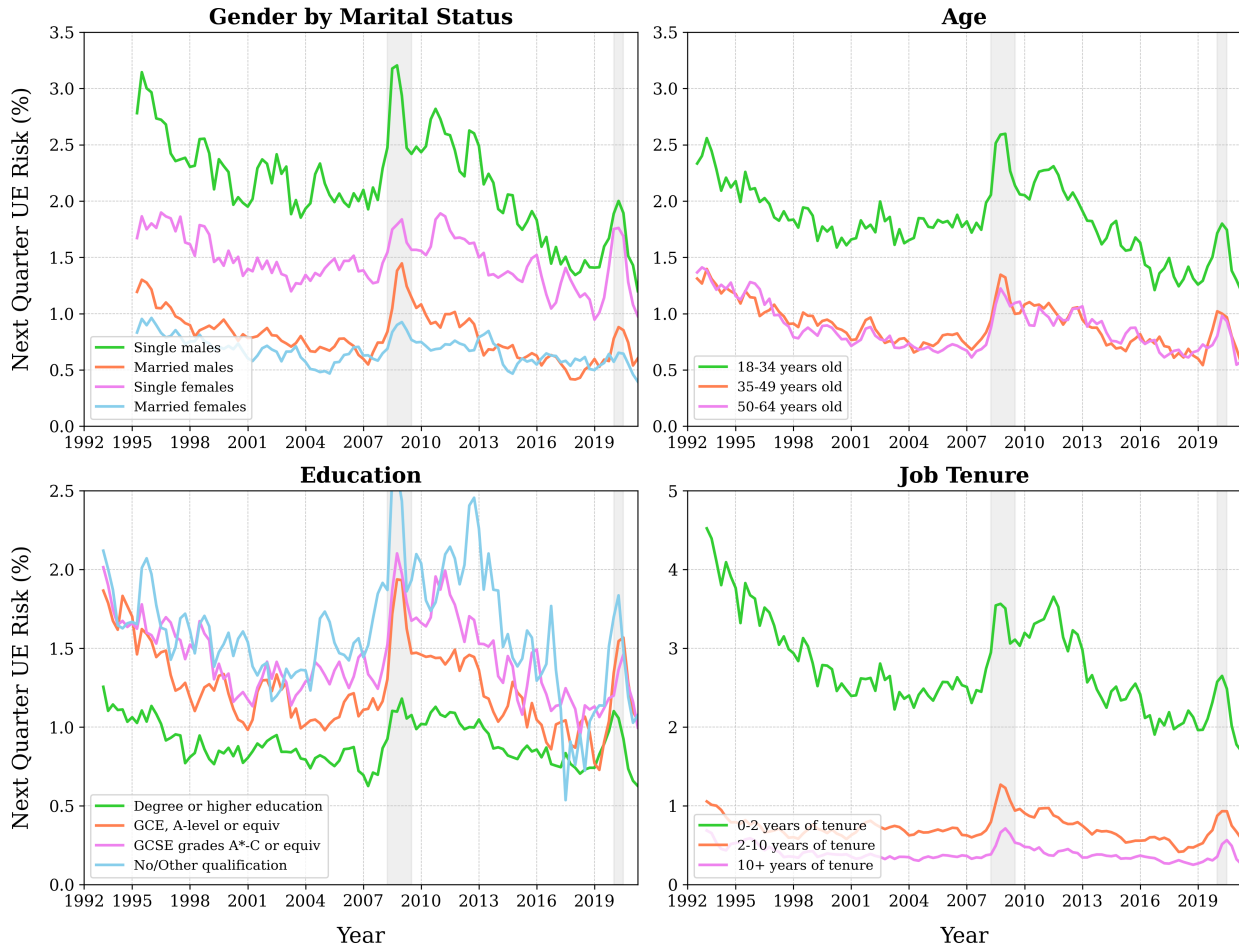 Gender by Marital Status
Next Quarter UE Risk (%)
3.5
3.0
2.5
2.0
1.5
1.0
0.5
0.0
Single males
Married males
Single females
Married females
1992 1995 1998 2001 2004 2007 2010 2013 2016 2019
Age
3.5
3.0
2.5
2.0
1.5
1.0
0.5
0.0
18-34 years old
35-49 years old
50-64 years old
1992 1995 1998 2001 2004 2007 2010 2013 2016 2019
Education
Next Quarter UE Risk (%)
2.5
2.0
1.5
1.0
0.5
0.0
Degree or higher education
GCE, A-level or equiv
GCSE grades A*-C or equiv
No/Other qualification
1992 1995 1998 2001 2004 2007 2010 2013 2016 2019
Year
Job Tenure
5
4
3
2
1
0
0-2 years of tenure
2-10 years of tenure
10+ years of tenure
1992 1995 1998 2001 2004 2007 2010 2013 2016 2019
Year